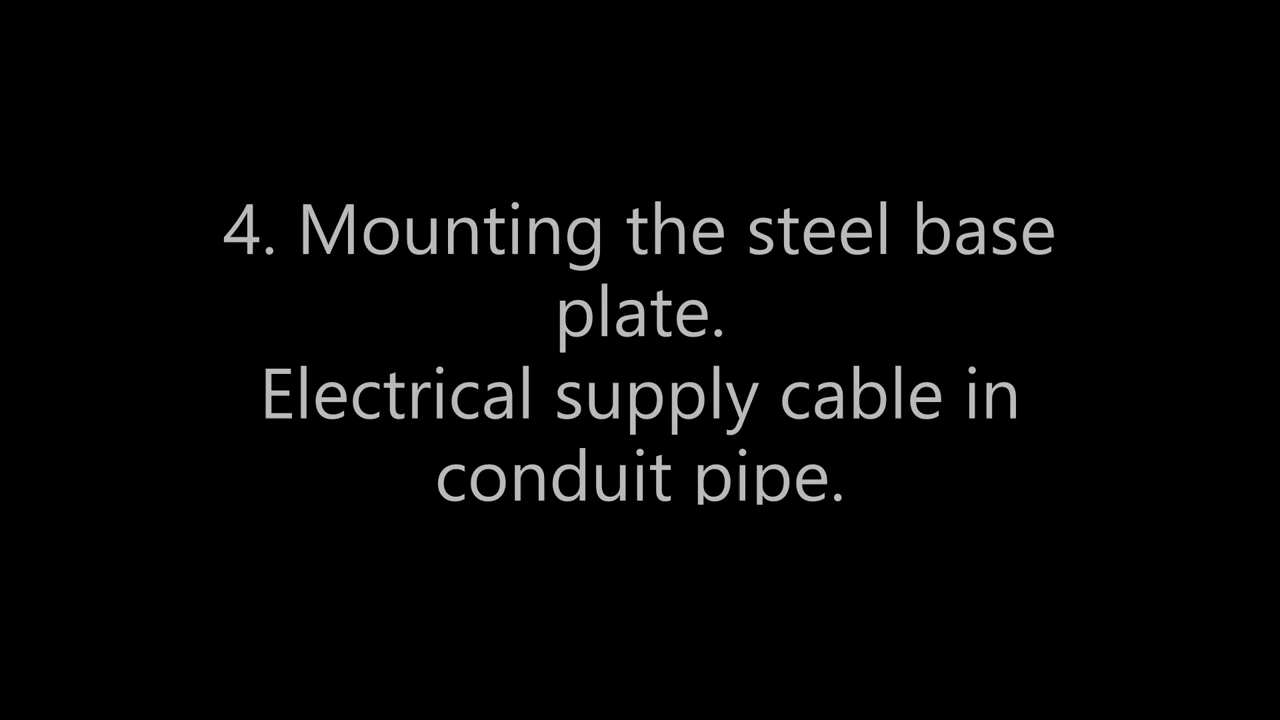 4. Mounting the steel base
plate.
Electrical supply cable in
conduit pipe.